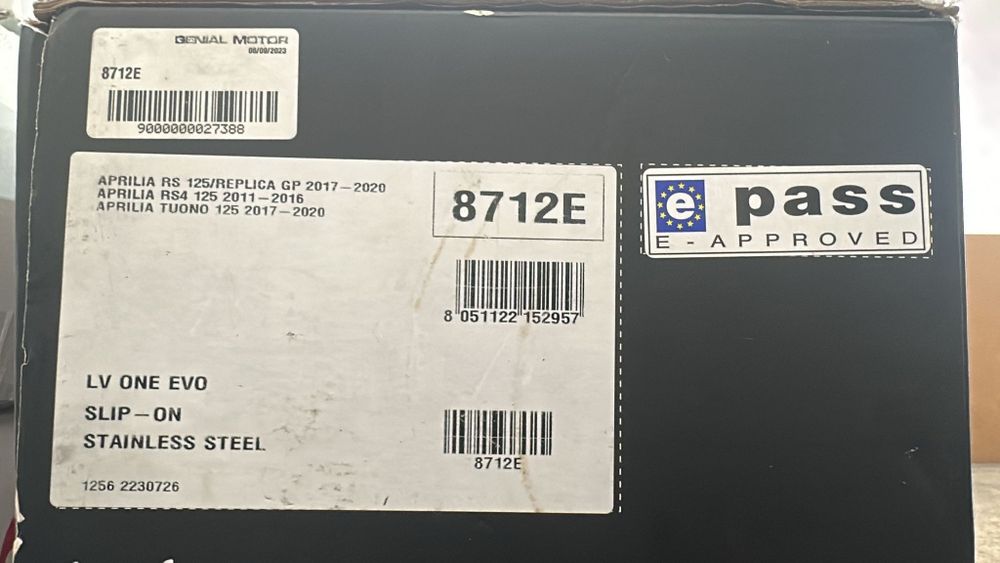 GENIAL MOTOR
08/09/2023
8712E
9000000027388
APRILIA RS 125/REPLICA GP 2017-2020
APRILIA RS4 125 2011-2016
APRILIA TUONO 125 2017-2020
8712E
8 051122 152957
LV ONE EVO
SLIP-ON
STAINLESS STEEL
8712E
1256 2230726
e pass
E-APPROVED